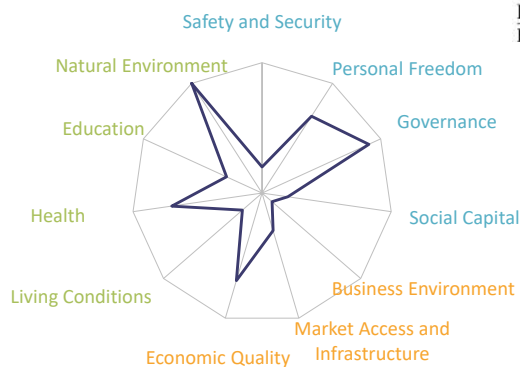 Safety and Security
Natural Environment
Personal Freedom
Education
Governance
Health
Social Capital
Living Conditions
Business Environment
Market Access and
Infrastructure
Economic Quality